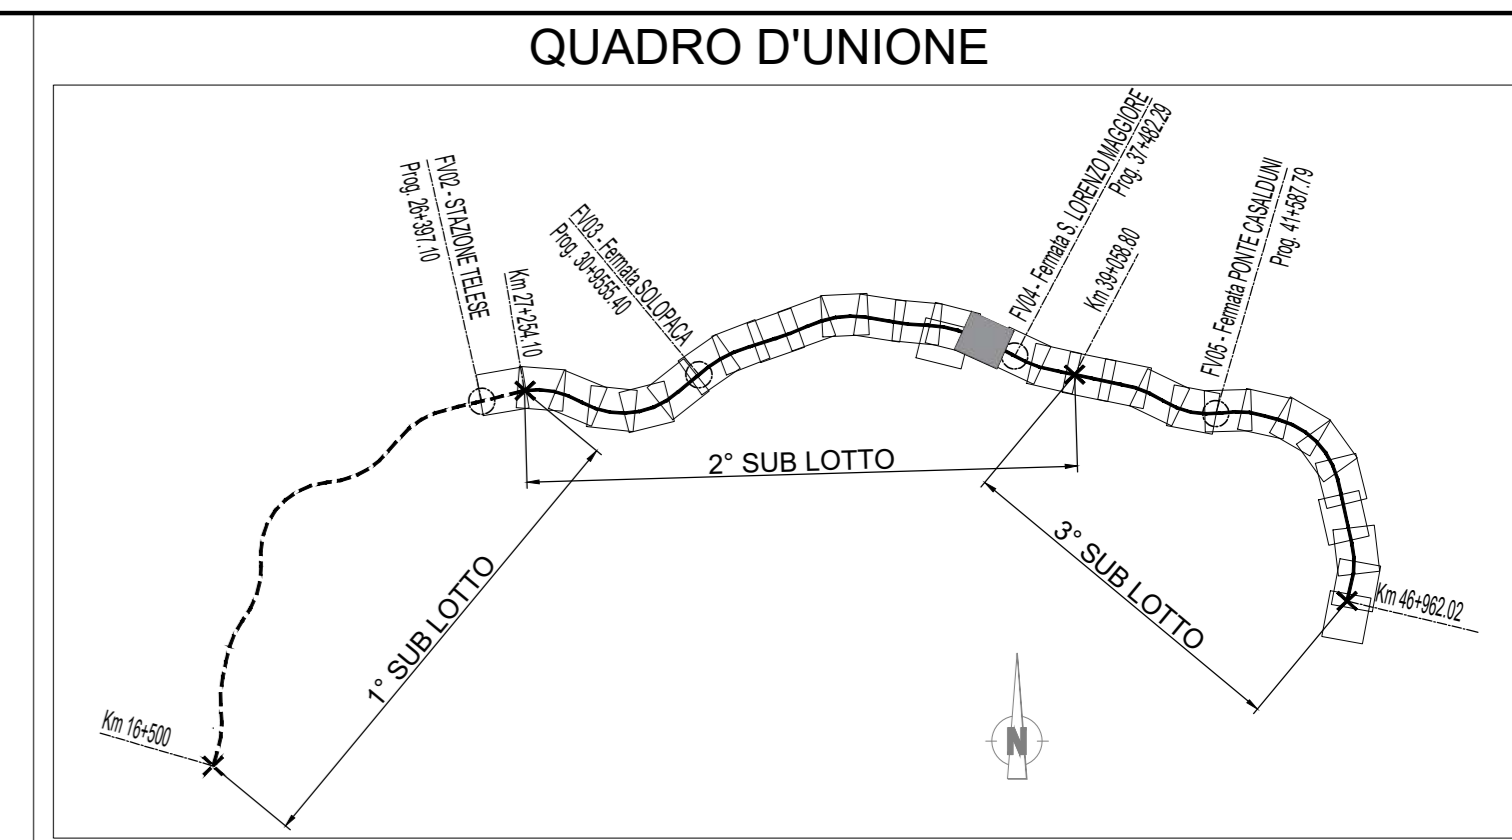 QUADRO D'UNIONE
FV02 - STAZIONE TELESE
Prog. 26+397.10
Km 27+254.10
FV03 - Fermata SOLOPACA
Prog. 30+9555.40
FV04 - Fermata S. LORENZO MAGGIORE
Prog. 37+482.29
Km 39+058.80
FV05 - Fermata PONTE CASALDUNI
Prog. 41+587.79
2° SUB LOTTO
1° SUB LOTTO
3° SUB LOTTO
Km 46+962.02
Km 16+500
N